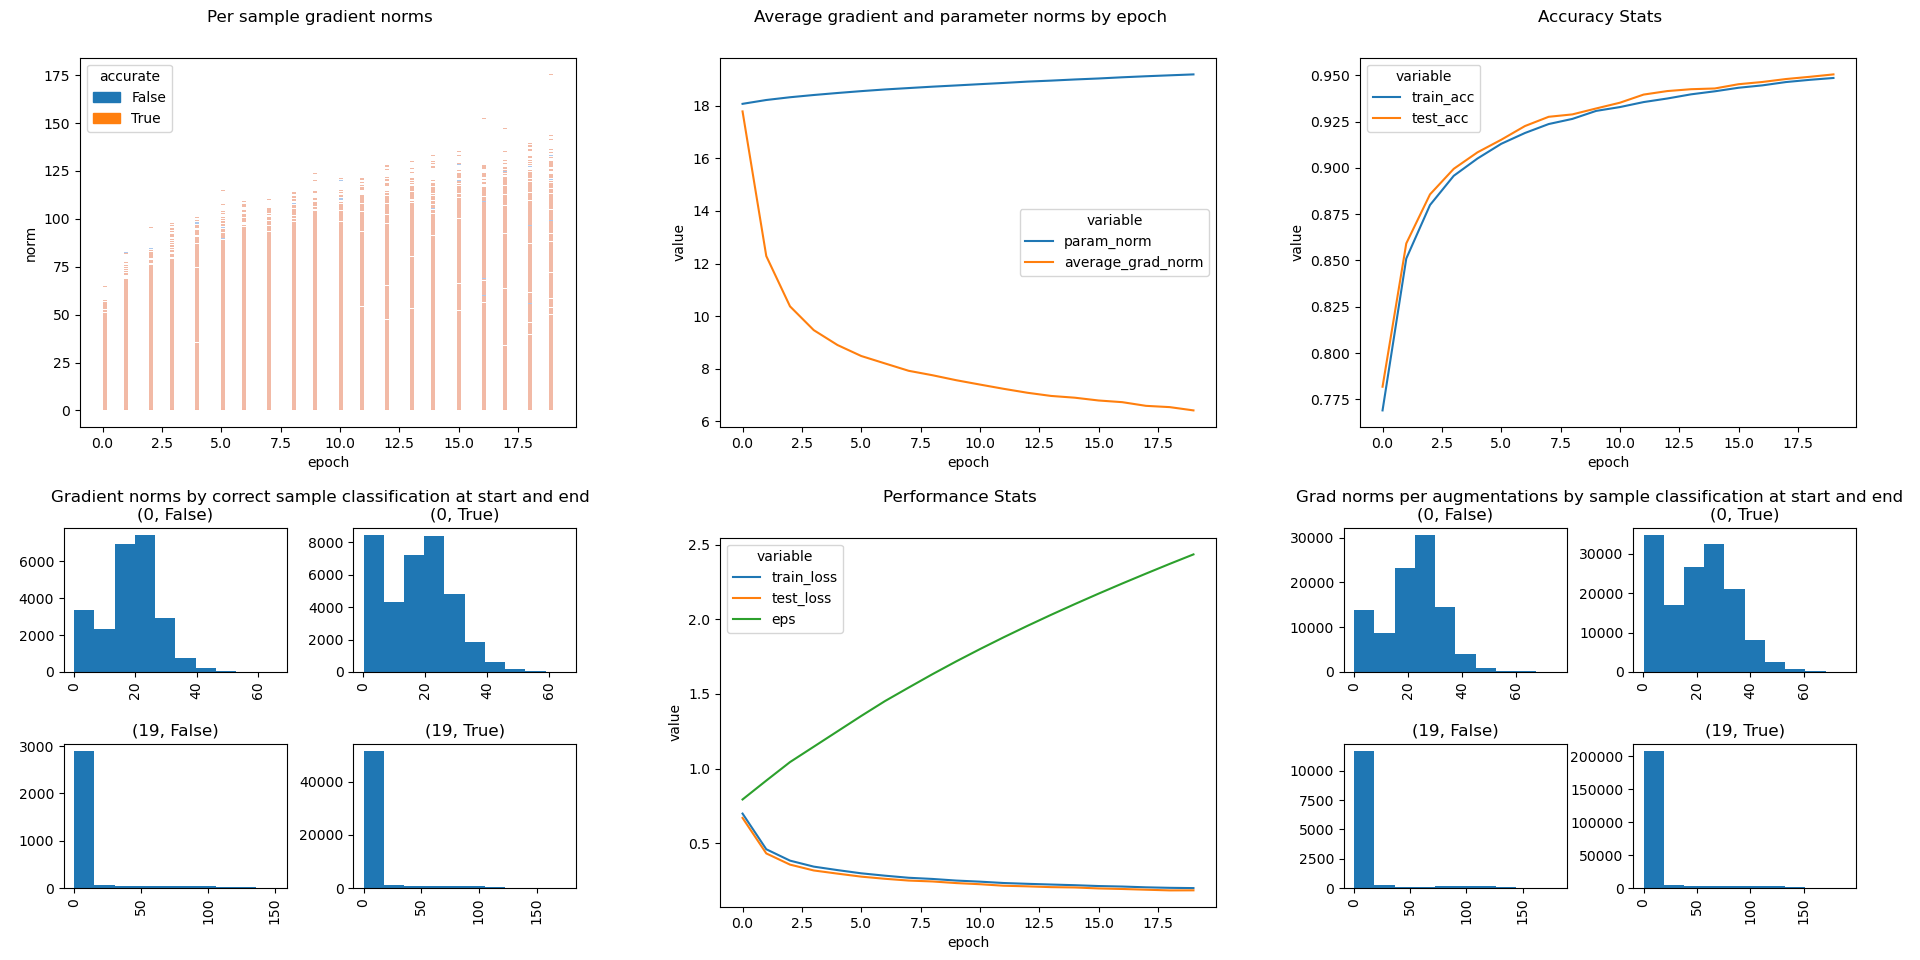 Per sample gradient norms
175
150
125
100
75
50
25
0
norm
accurate
False
True
0.0 2.5 5.0 7.5 10.0 12.5 15.0 17.5
epoch
Average gradient and parameter norms by epoch
18
16
14
12
10
8
6
value
variable
param_norm
average_grad_norm
0.0 2.5 5.0 7.5 10.0 12.5 15.0 17.5
epoch
Accuracy Stats
0.950
0.925
0.900
0.875
0.850
0.825
0.800
0.775
value
variable
train_acc
test_acc
0.0 2.5 5.0 7.5 10.0 12.5 15.0 17.5
epoch
Gradient norms by correct sample classification at start and end
(0, False)
6000
4000
2000
0
0 20 40 60
(0, True)
8000
6000
4000
2000
0
0 20 40 60
(19, False)
3000
2000
1000
0
0 50 100 150
(19, True)
40000
20000
0
0 50 100 150
Performance Stats
2.5
2.0
1.5
1.0
0.5
value
variable
train_loss
test_loss
eps
0.0 2.5 5.0 7.5 10.0 12.5 15.0 17.5
epoch
Grad norms per augmentations by sample classification at start and end
(0, False)
30000
20000
10000
0
0 20 40 60
(0, True)
30000
20000
10000
0
0 20 40 60
(19, False)
10000
7500
5000
2500
0
0 50 100 150
(19, True)
200000
150000
100000
50000
0
0 50 100 150